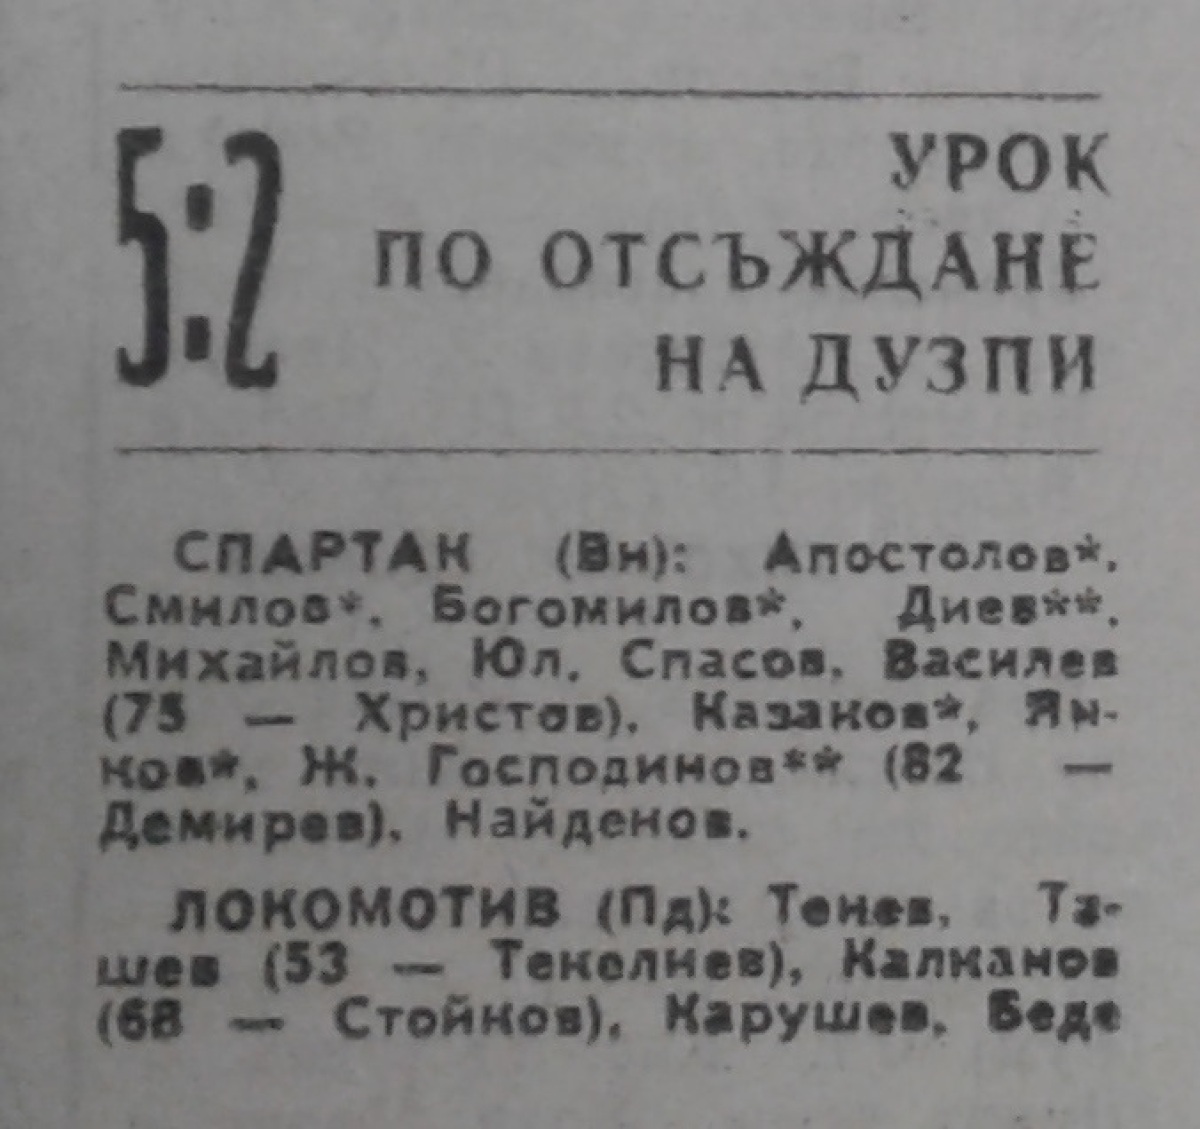 5:2
УРОК
ПО ОТСЪЖДАНЕ
НА ДУЗПИ
СПАРТАК (Вн): Апостолов*,
Смилов*, Богомилов*, Диев**,
Михайлов, Юл. Спасов, Василев
(75 — Христов), Казаков*, Ян-
ков*, Ж. Господинов** (82 —
Демирев), Найденов.
ЛОКОМОТИВ (Пд): Тенев, Та-
шев (53 — Текелиев), Калканов
(68 — Стойков), Карушев, Беде